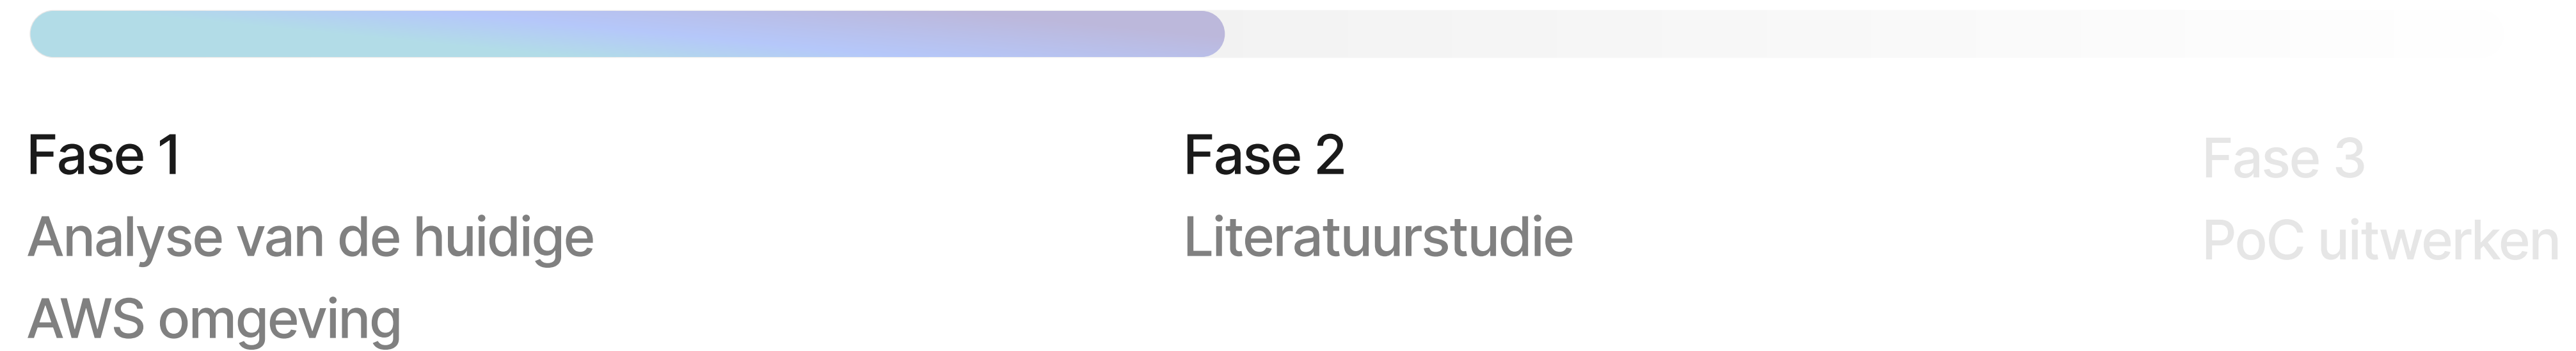 Fase 1
Analyse van de huidige
AWS omgeving
Fase 2
Literatuurstudie
Fase 3
PoC uitwerken